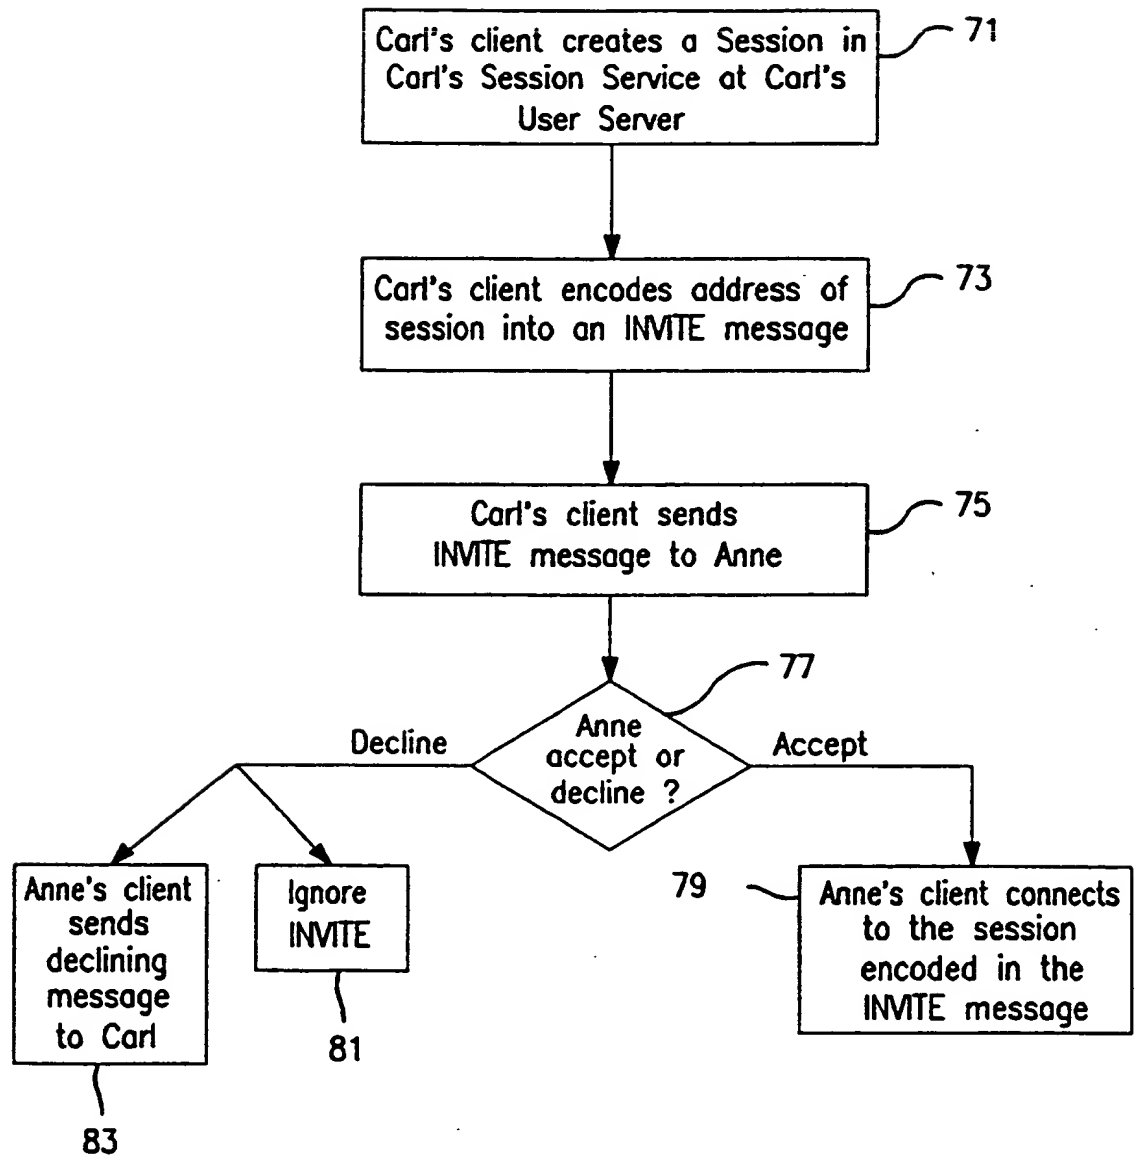 Carl's client creates a Session in
Carl's Session Service at Carl's
User Server
71
Carl's client encodes address of
session into an INVITE message
73
Carl's client sends
INVITE message to Anne
75
77
Anne
accept or
decline ?
Decline
Accept
Anne's client
sends
declining
message
to Carl
83
Ignore
INVITE
81
79
Anne's client connects
to the session
encoded in the
INVITE message